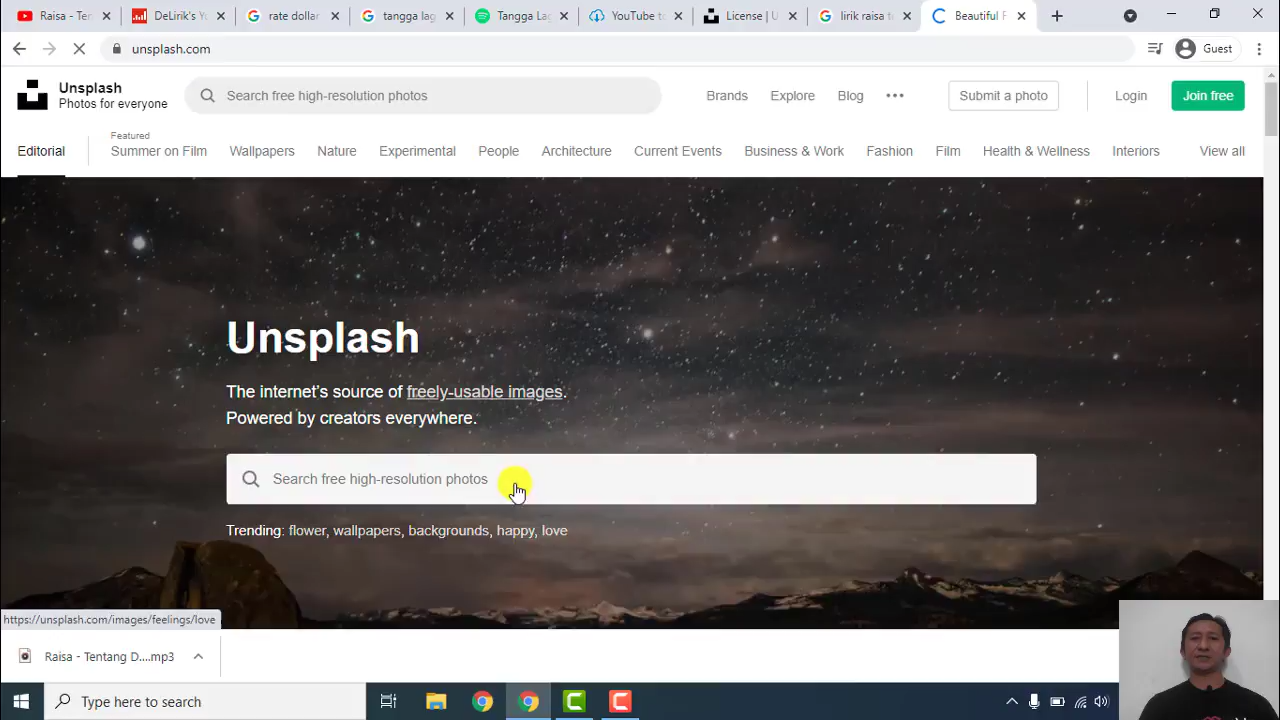 Raisa - Ten
DeLirik's Yu
rate dollar
tangga lag
Tangga La
YouTube to
License | U
lirik raisa t
Beautiful F
unsplash.com
Guest
Unsplash
Photos for everyone
Search free high-resolution photos
Brands
Explore
Blog
Submit a photo
Login
Join free
Editorial
Featured
Summer on Film
Wallpapers
Nature
Experimental
People
Architecture
Current Events
Business & Work
Fashion
Film
Health & Wellness
Interiors
View all
Unsplash
The internet's source of freely-usable images.
Powered by creators everywhere.
Search free high-resolution photos
Trending: flower, wallpapers, backgrounds, happy, love
https://unsplash.com/images/feelings/love
Raisa - Tentang D....mp3
Type here to search